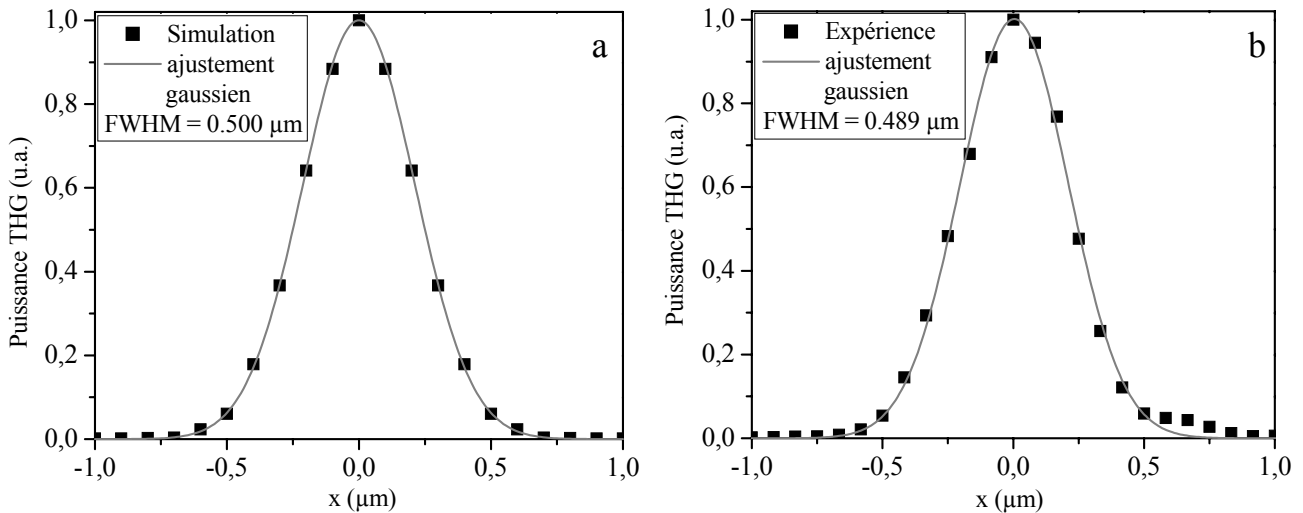 a
Simulation
ajustement
gaussien
FWHM = 0.500 µm
Puissance THG (u.a.)
1,0
0,8
0,6
0,4
0,2
0,0
-1,0 -0,5 0,0 0,5 1,0
x (µm)
b
Expérience
ajustement
gaussien
FWHM = 0.489 µm
Puissance THG (u.a.)
1,0
0,8
0,6
0,4
0,2
0,0
-1,0 -0,5 0,0 0,5 1,0
x (µm)